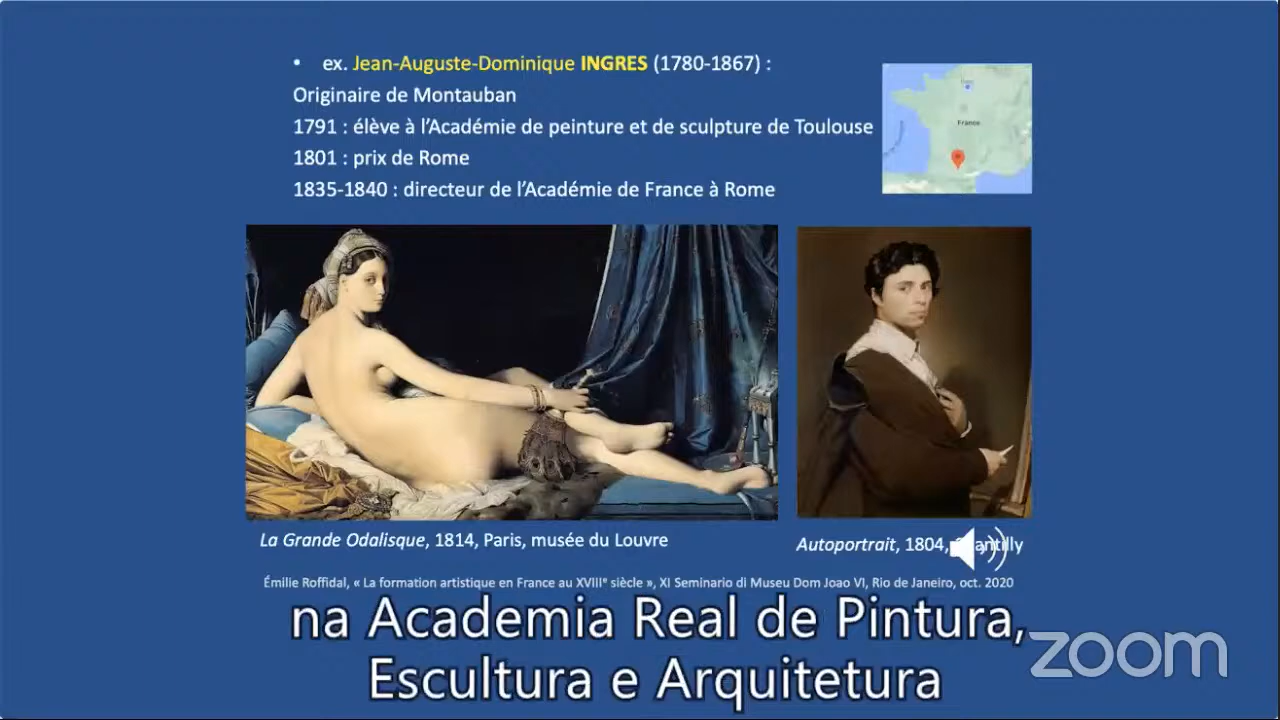 • ex. Jean-Auguste-Dominique INGRES (1780-1867) :
Originaire de Montauban
1791 : élève à l’Académie de peinture et de sculpture de Toulouse
1801 : prix de Rome
1835-1840 : directeur de l’Académie de France à Rome
France
La Grande Odalisque, 1814, Paris, musée du Louvre
Autoportrait, 1804,
Émilie Roffidal, « La formation artistique en France au XVIIIe siècle », XI Seminario di Museu Dom Joao VI, Rio de Janeiro, oct. 2020
na Academia Real de Pintura,
Escultura e Arquitetura
zoom